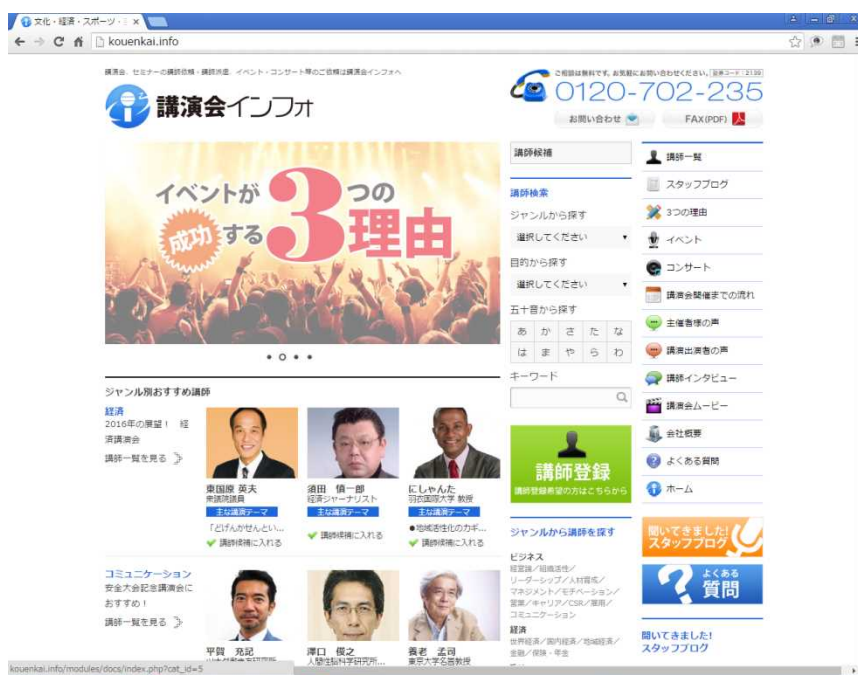 文化・経済・スポーツ・
kouenkai.info
講演会、セミナーの講師依頼・講師派遣、イベント・コンサート等のご依頼は講演会インフォへ
講演会インフォ
ご相談は無料です。お気軽にお問い合わせください。
0120-702-235
お問い合わせ
FAX(PDF)
イベントが
成功する
3つの
理由
ジャンル別おすすめ講師
経済
2016年の展望！ 経
済講演会
講師一覧を見る
東国原 英夫
衆議院議員
主な講演テーマ
「どげんかせんとい...
講師候補に入れる
須田 慎一郎
経済ジャーナリスト
主な講演テーマ
講師候補に入れる
にしゃんた
羽衣国際大学 教授
主な講演テーマ
●地域活性化のカギ...
講師候補に入れる
コミュニケーション
安全大会記念講演会に
おすすめ！
講師一覧を見る
平賀 充記
澤口 俊之
人間性脳科学研究所...
養老 孟司
東京大学名誉教授
講師候補
講師検索
ジャンルから探す
選択してください
目的から探す
選択してください
五十音から探す
あ か さ た な
は ま や ら わ
キーワード
講師登録
講師登録希望の方はこちらから
ジャンルから講師を探す
ビジネス
経営論／組織活性／
リーダーシップ／人材育成／
マネジメント／モチベーション／
営業／キャリア／CSR／雇用／
コミュニケーション
経済
世界経済／国内経済／地域経済／
金融／保険・年金
講師一覧
スタッフブログ
3つの理由
イベント
コンサート
講演会開催までの流れ
主催者様の声
講演出演者の声
講師インタビュー
講演会ムービー
会社概要
よくある質問
ホーム
聞いてきました!
スタッフブログ
よくある
質問
聞いてきました!
スタッフブログ
kouenkai.info/modules/docs/index.php?cat_id=5